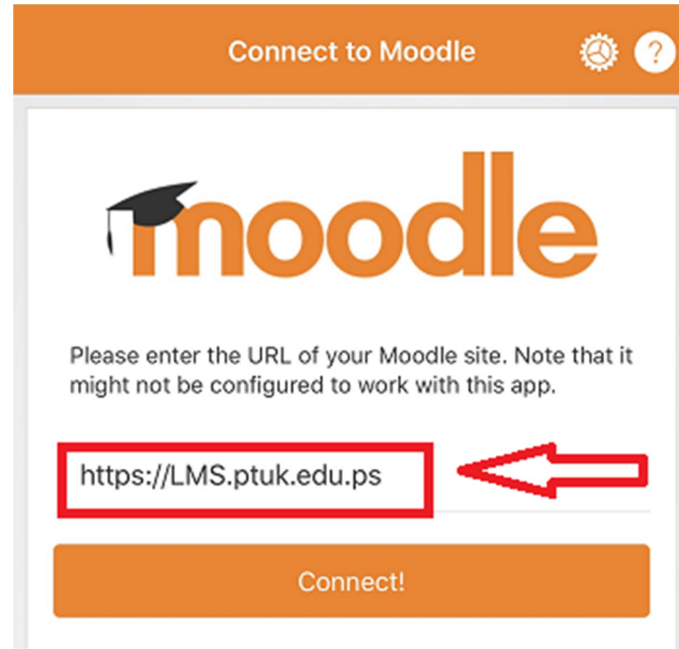 Connect to Moodle
?
moodle
Please enter the URL of your Moodle site. Note that it
might not be configured to work with this app.
https://LMS.ptuk.edu.ps
Connect!